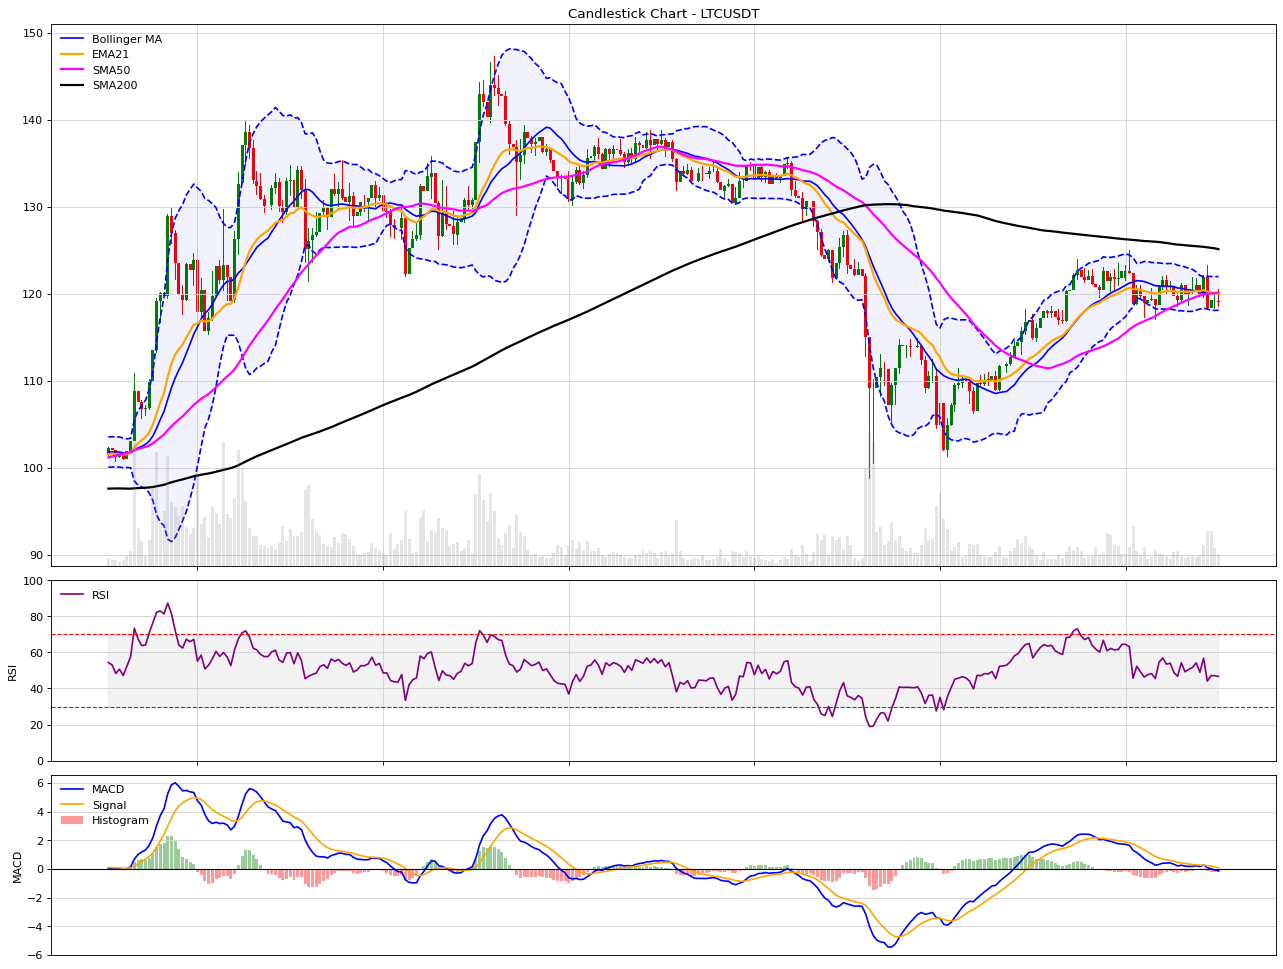 Candlestick Chart - LTCUSDT
150
140
130
120
110
100
90
Bollinger MA
EMA21
SMA50
SMA200
100
80
60
40
20
0
RSI
RSI
6
4
2
0
−2
−4
−6
MACD
MACD
Signal
Histogram